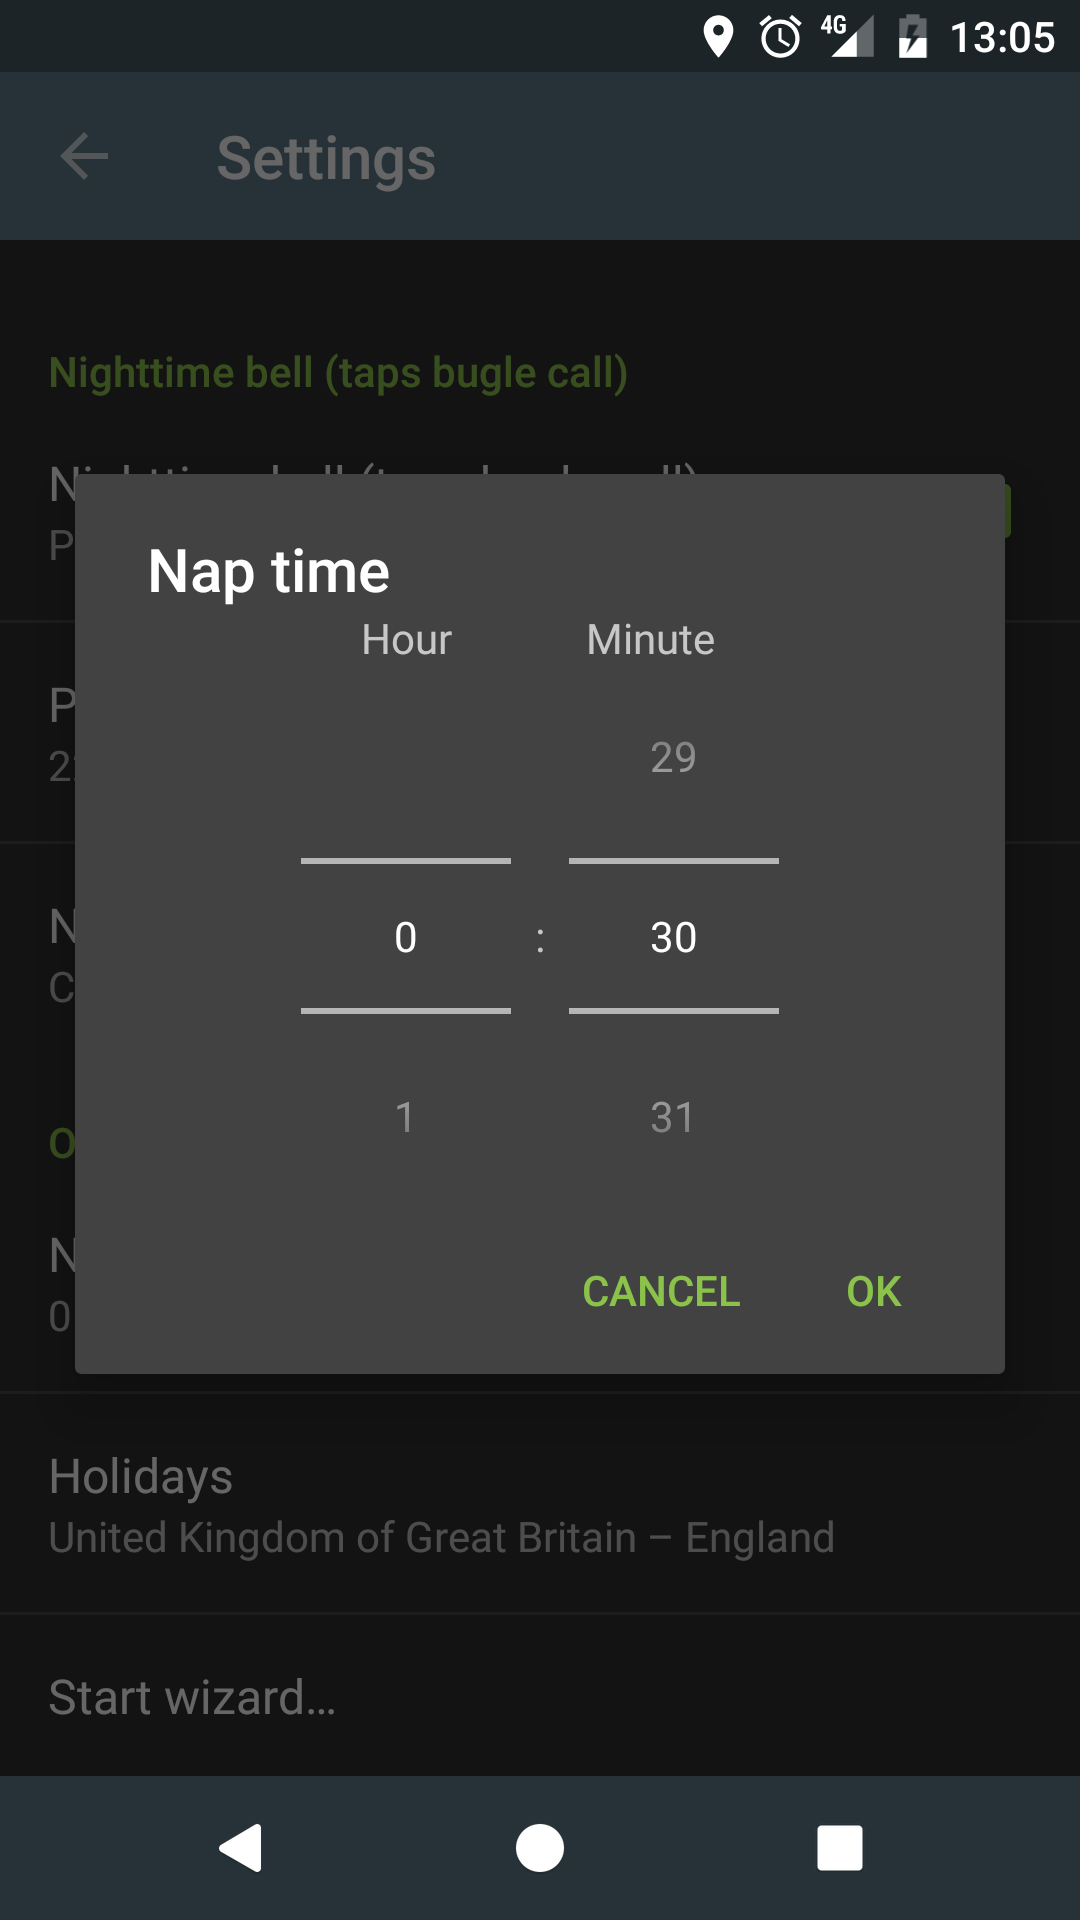 4G 13:05
Settings
Nighttime bell (taps bugle call)
Nap time
Hour Minute
29
0 : 30
1 31
CANCEL OK
Holidays
United Kingdom of Great Britain – England
Start wizard…